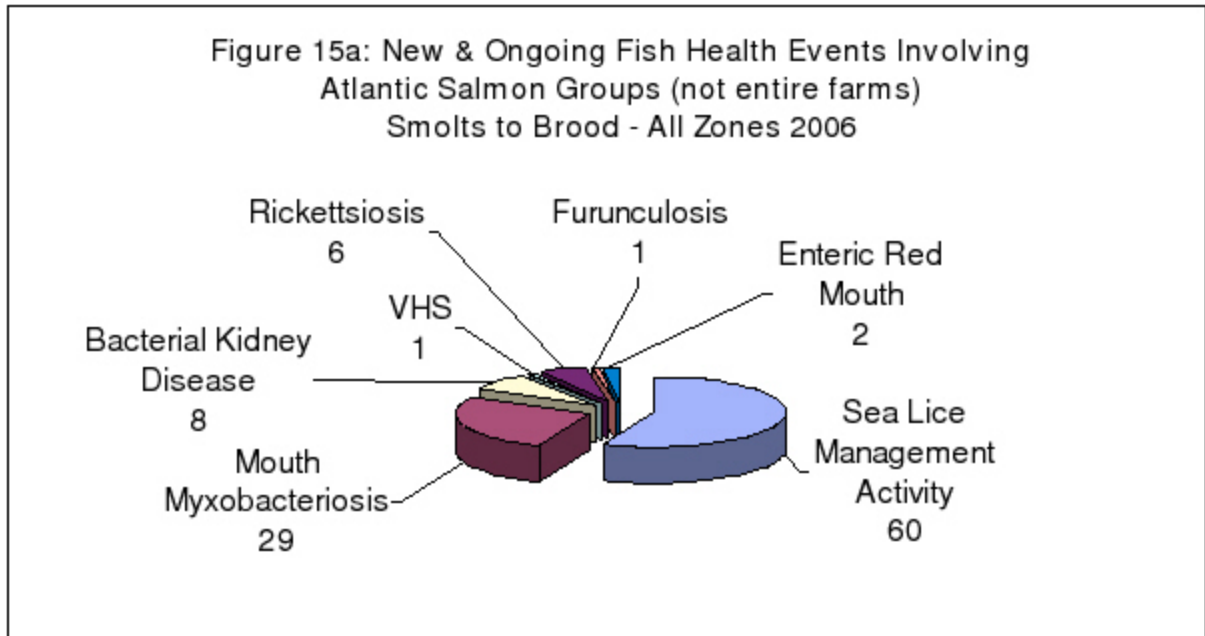 Figure 15a: New & Ongoing Fish Health Events Involving
Atlantic Salmon Groups (not entire farms)
Smolts to Brood - All Zones 2006
Rickettsiosis
6
Furunculosis
1
Enteric Red
Mouth
2
VHS
1
Bacterial Kidney
Disease
8
Sea Lice
Management
Activity
60
Mouth
Myxobacteriosis
29